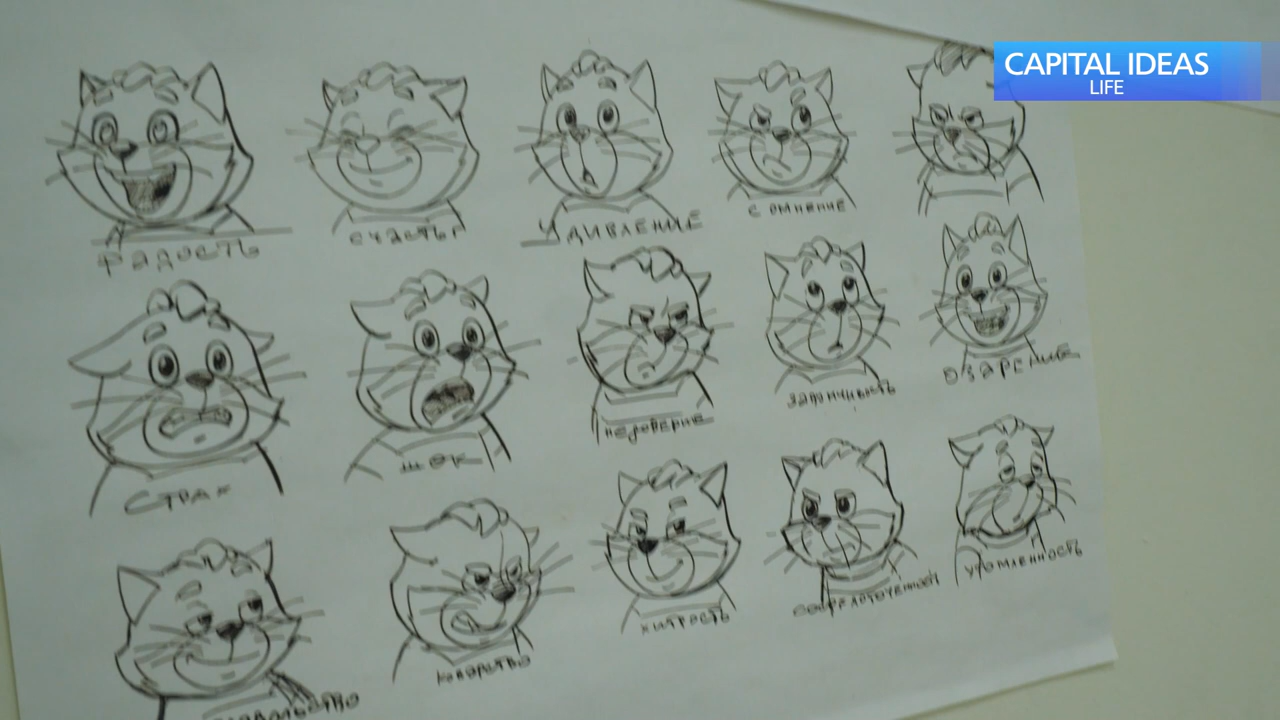 CAPITAL IDEAS
LIFE
РАДОСТЬ
СЧАСТЬЕ
УДИВЛЕНИЕ
СОМНЕНИЕ
СТРАХ
ШОК
НЕДОВЕРИЕ
ЗАДУМЧИВОСТЬ
ОЗАРЕНИЕ
КОВАРСТВО
ХИТРОСТЬ
УТОМЛЕННОСТЬ